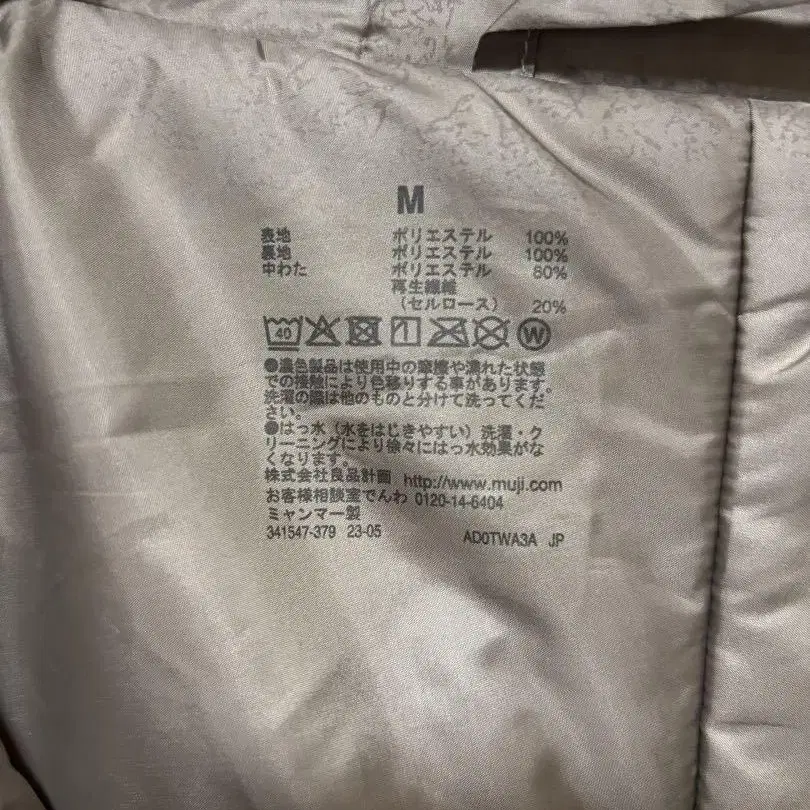 M
表地 ポリエステル 100%
裏地 ポリエステル 100%
中わた ポリエステル 80%
再生繊維
(セルロース) 20%
40 W
●濃色製品は使用中の摩擦や濡れた状態
での接触により色移りする事があります。
洗濯の際は他のものと分けて洗ってくだ
さい。
●はっ水(水をはじきやすい)洗濯・ク
リーニングにより徐々にはっ水効果がな
くなります。
株式会社良品計画 http://www.muji.com
お客様相談室でんわ 0120-14-6404
ミャンマー製
341547-379 23-05 AD0TWA3A JP